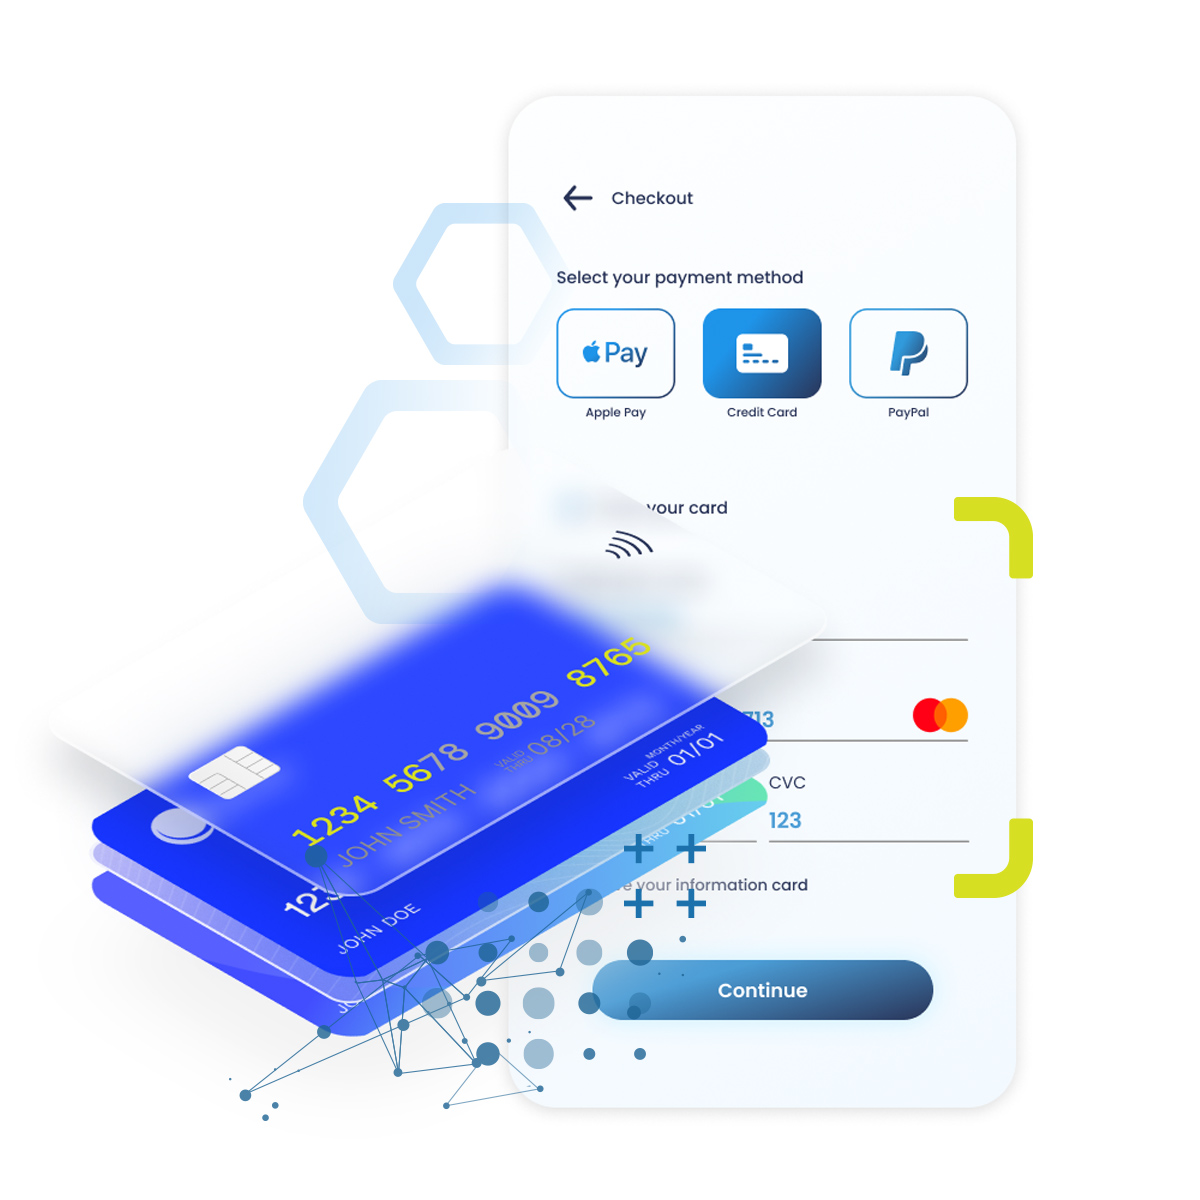 Checkout
Select your payment method
Pay
Apple Pay
Credit Card
PayPal
your card
713
CVC
123
your information card
Continue
1234 5678 9009 8765
VALID
THRU 08/28
JOHN SMITH
MONTH/YEAR
VALID
THRU 01/01
JOHN DOE